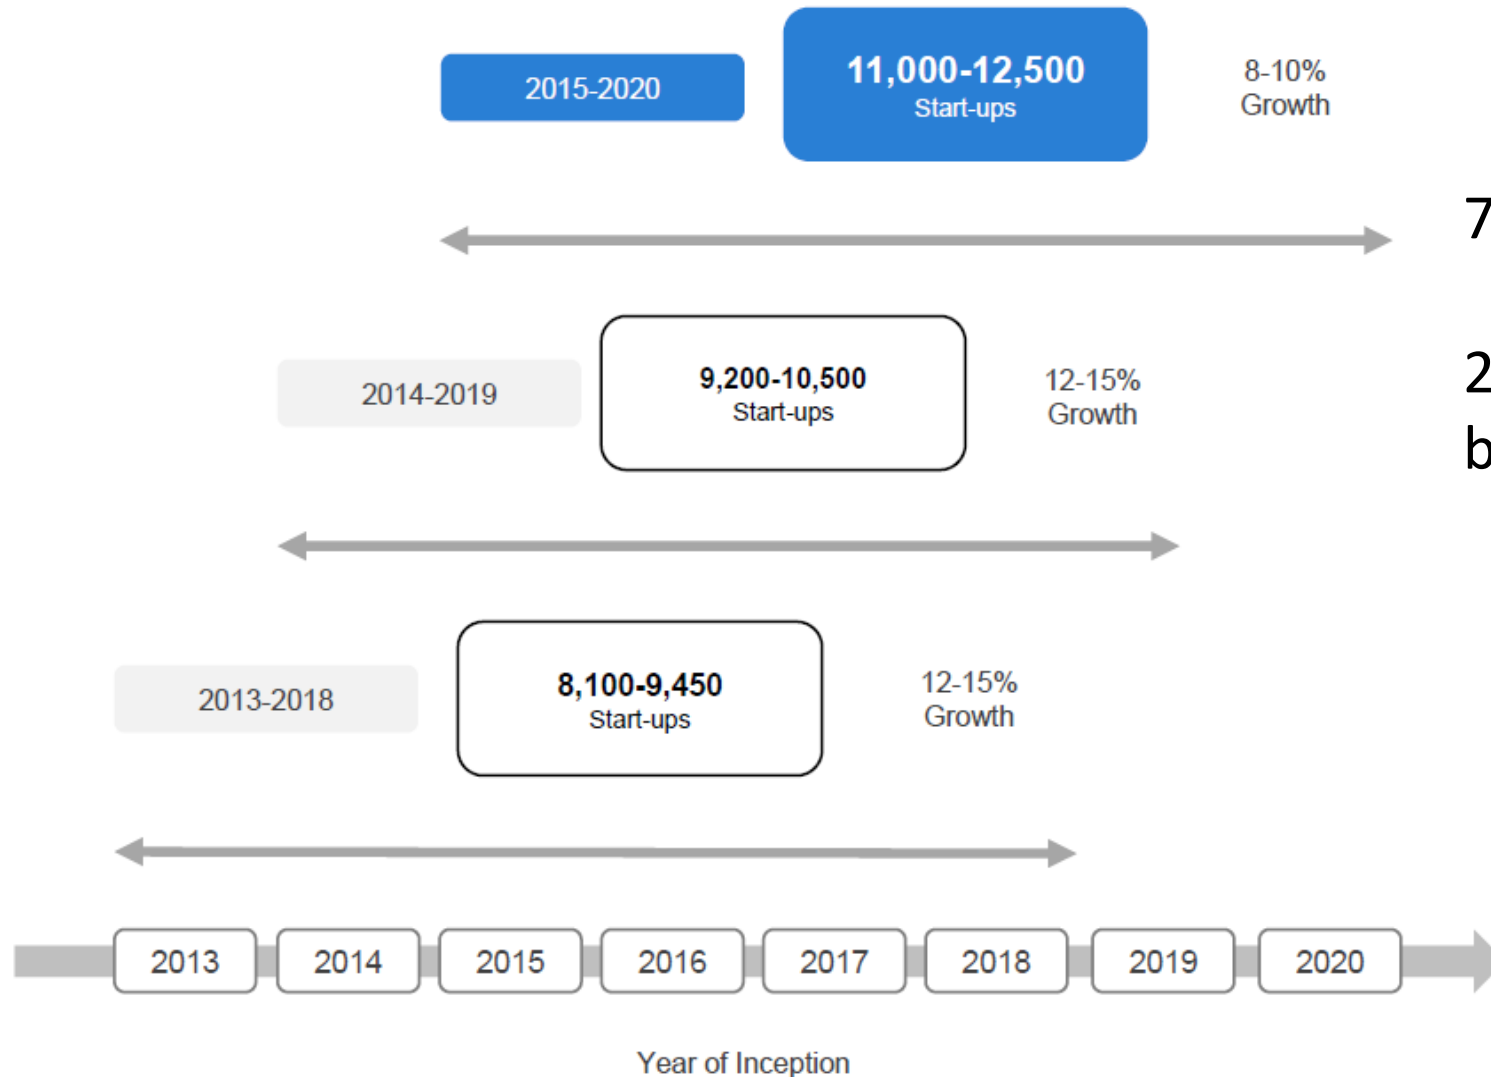 2015-2020
11,000-12,500
Start-ups
8-10%
Growth
7
2014-2019
9,200-10,500
Start-ups
12-15%
Growth
2
b
2013-2018
8,100-9,450
Start-ups
12-15%
Growth
2013
2014
2015
2016
2017
2018
2019
2020
Year of Inception